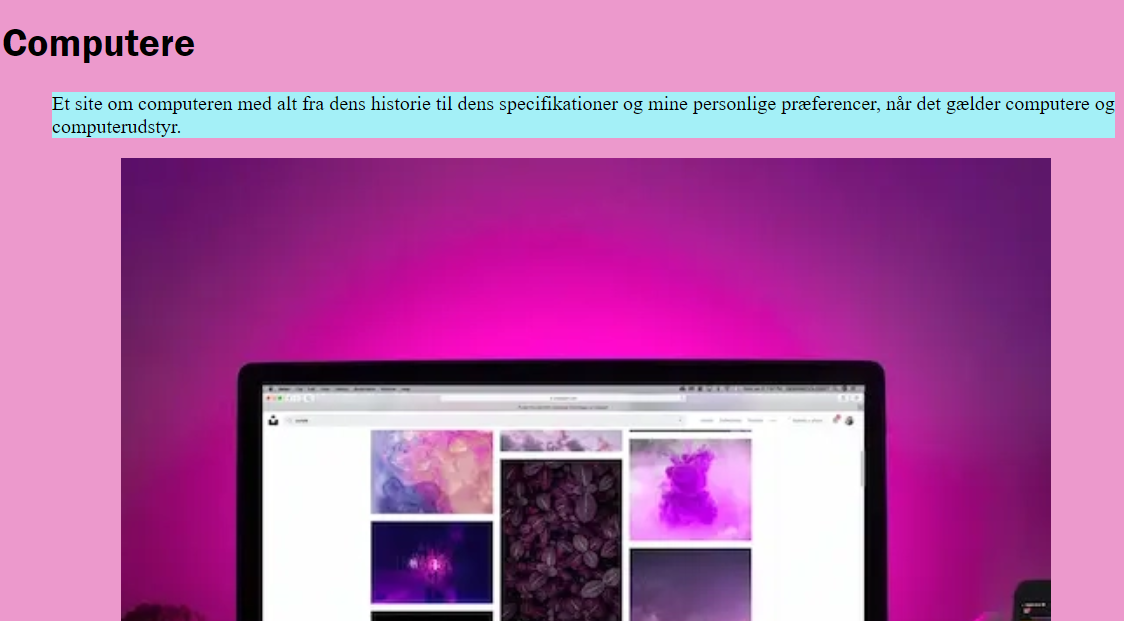 Computere
Et site om computeren med alt fra dens historie til dens specifikationer og mine personlige præferencer, når det gælder computere og
computerudstyr.